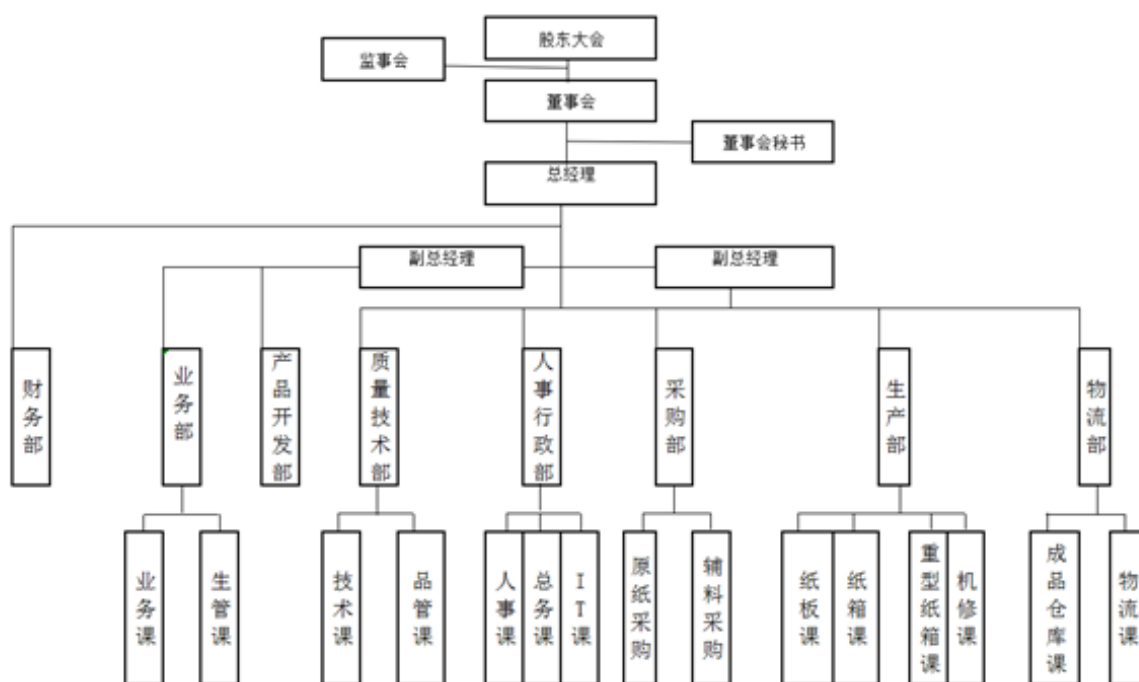 股东大会
监事会
董事会
董事会秘书
总经理
副总经理
副总经理
财务部
业务部
产品开发部
质量技术部
人事行政部
采购部
生产部
物流部
业务课
生管课
技术课
品管课
人事课
总务课
IT课
原纸采购
辅料采购
纸板课
纸箱课
重型纸箱课
机修课
成品仓库课
物流课